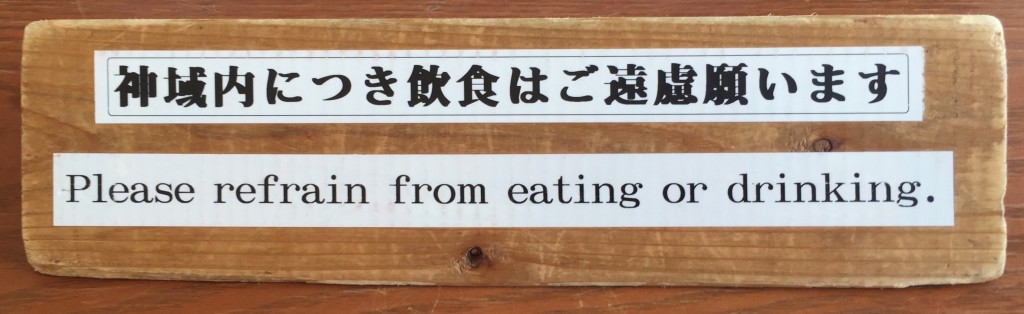 神域内につき飲食はご遠慮願います
Please refrain from eating or drinking.